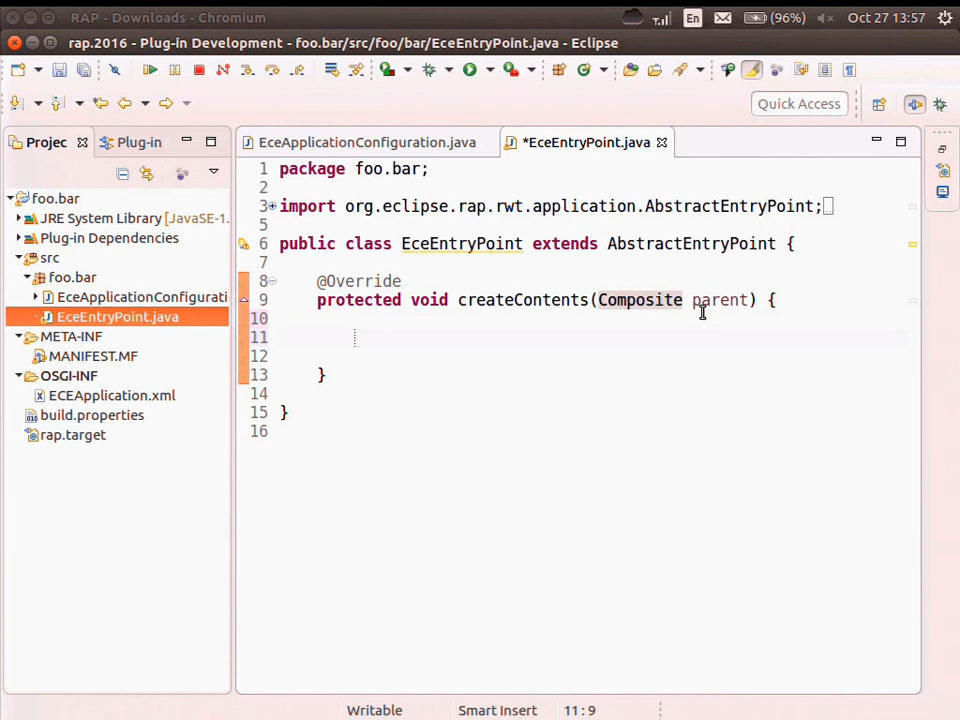 RAP - Downloads - Chromium
En
(96%)
Oct 27 13:57
rap.2016 - Plug-in Development - foo.bar/src/foo/bar/EceEntryPoint.java - Eclipse
Quick Access
Projec
Plug-in
EceApplicationConfiguration.java
*EceEntryPoint.java
foo.bar
JRE System Library [JavaSE-1.
Plug-in Dependencies
src
foo.bar
EceApplicationConfigurati
EceEntryPoint.java
META-INF
MANIFEST.MF
OSGI-INF
ECEApplication.xml
build.properties
rap.target
1 package foo.bar;
2
3 import org.eclipse.rap.rwt.application.AbstractEntryPoint;
5
6 public class EceEntryPoint extends AbstractEntryPoint {
7
8 @Override
9 protected void createContents(Composite parent) {
10
11
12
13 }
14
15 }
16
Writable
Smart Insert
11 : 9